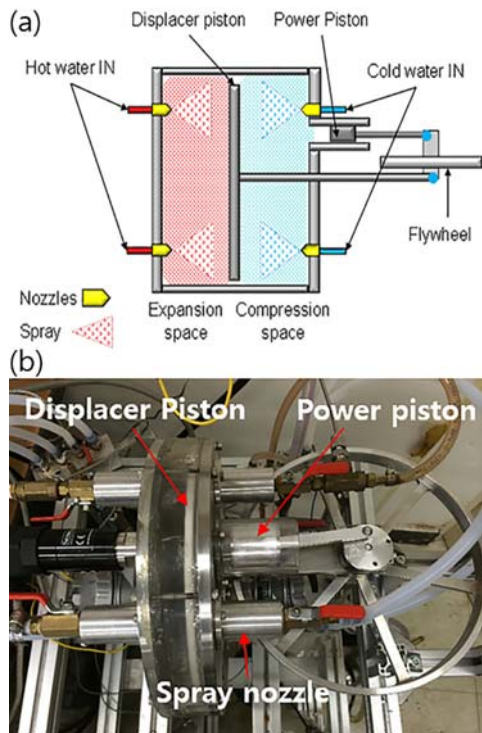 (a)
Displacer piston
Power Piston
Hot water IN
Cold water IN
Flywheel
Nozzles
Spray
Expansion
space
Compression
space
(b)
Displacer Piston
Power piston
Spray nozzle